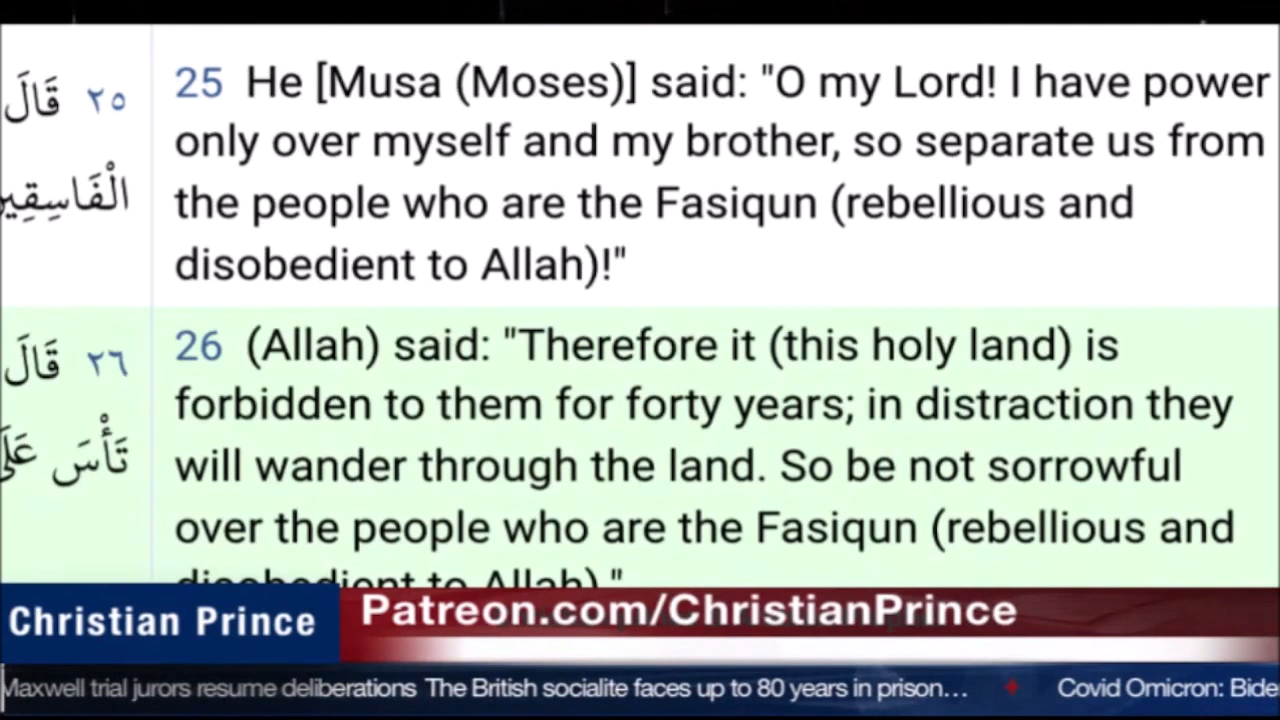 25 He [Musa (Moses)] said: "O my Lord! I have power
only over myself and my brother, so separate us from
the people who are the Fasiqun (rebellious and
disobedient to Allah)!"
٢٥ قَالَ
الْفَاسِقِين
26 (Allah) said: "Therefore it (this holy land) is
forbidden to them for forty years; in distraction they
will wander through the land. So be not sorrowful
over the people who are the Fasiqun (rebellious and
disobedient to Allah)."
٢٦ قَالَ
تَأْسَ
Christian Prince
Patreon.com/ChristianPrince
Maxwell trial jurors resume deliberations The British socialite faces up to 80 years in prison… Covid Omicron: Bide